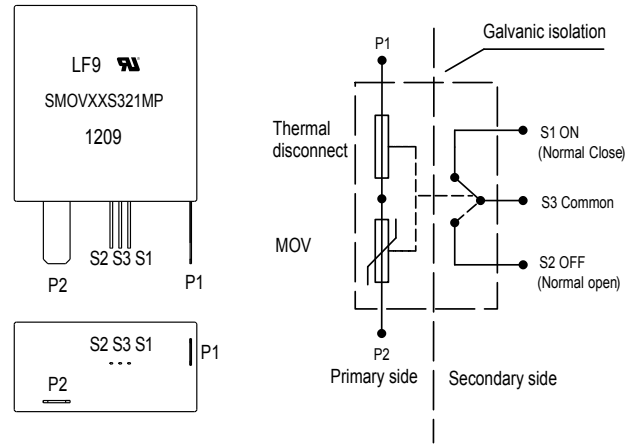 LF9
SMOVXXS321MP
1209
S2 S3 S1
P2
P1
S2 S3 S1
P1
P2
Galvanic isolation
P1
Thermal
disconnect
MOV
S1 ON
(Normal Close)
S3 Common
S2 OFF
(Normal open)
P2
Primary side
Secondary side